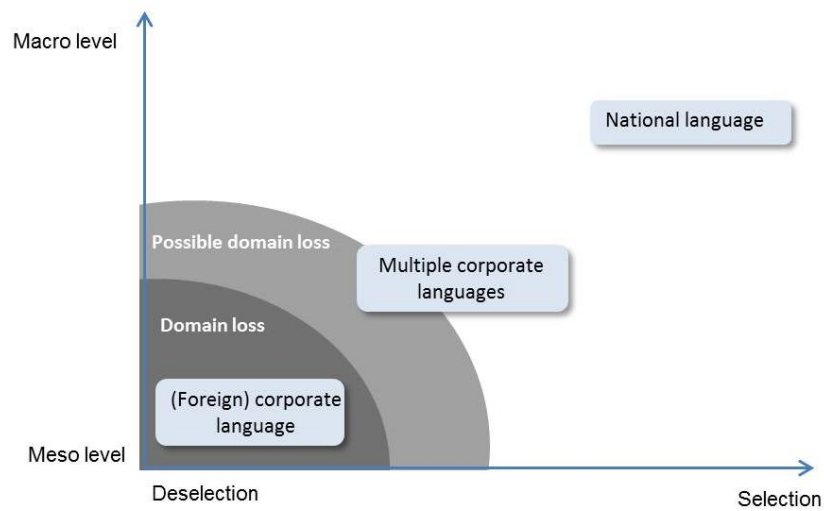 Macro level
National language
Possible domain loss
Multiple corporate
languages
Domain loss
(Foreign) corporate
language
Meso level
Deselection
Selection